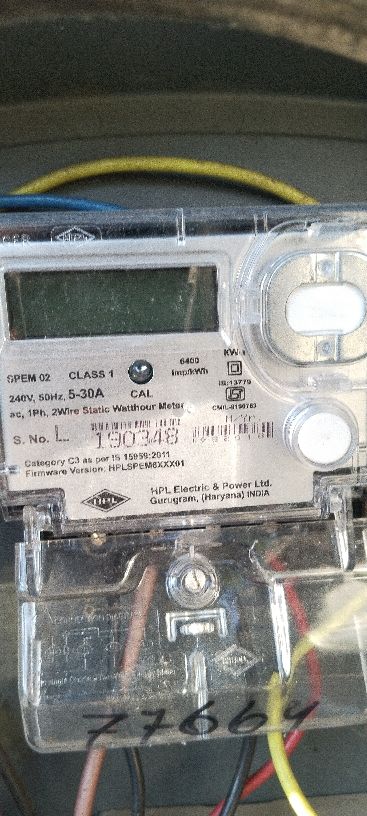 HPL
KWh
SPEM 02 CLASS 1 6400 imp/kWh
240V, 50Hz, 5-30A CAL IS:13779
ac, 1Ph, 2Wire Static Watthour Meter
S. No. L 190348
Category C3 as per IS 15959:2011
Firmware Version: HPLSPEM6XXX01
HPL HPL Electric & Power Ltd.
Gurugram, (Haryana) INDIA
77664